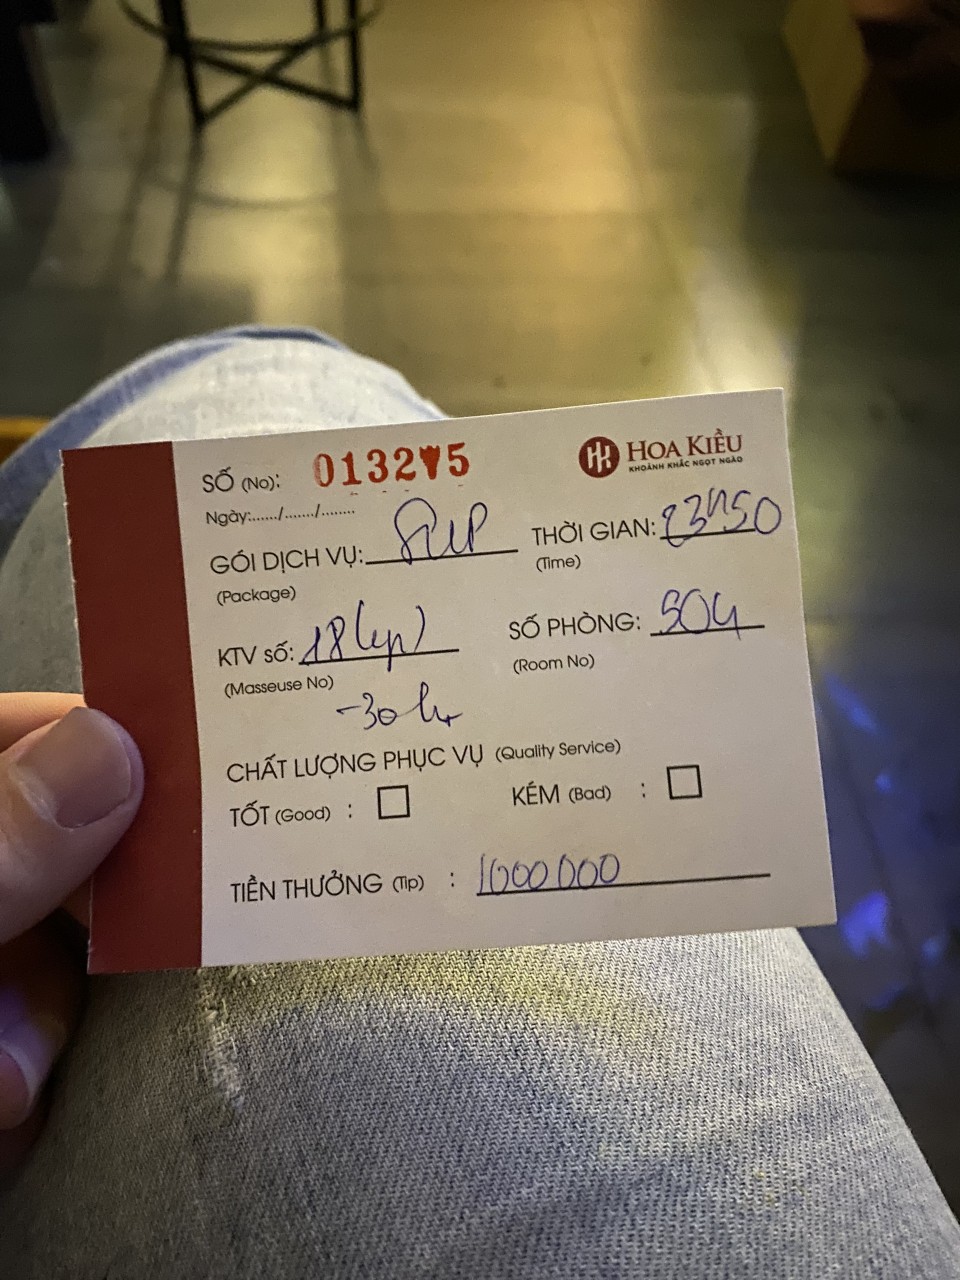 SỐ (No): 0132♥5
HOA KIỀU
KHOẢNH KHẮC NGỌT NGÀO
Ngày:....../......./........
GÓI DỊCH VỤ:
THỜI GIAN: 23h50
(Package)
(Time)
KTV số: 18
SỐ PHÒNG: 504
(Masseuse No)
(Room No)
CHẤT LƯỢNG PHỤC VỤ (Quality Service)
TỐT (Good) : KÉM (Bad) :
TIỀN THƯỞNG (Tip) : 1000000